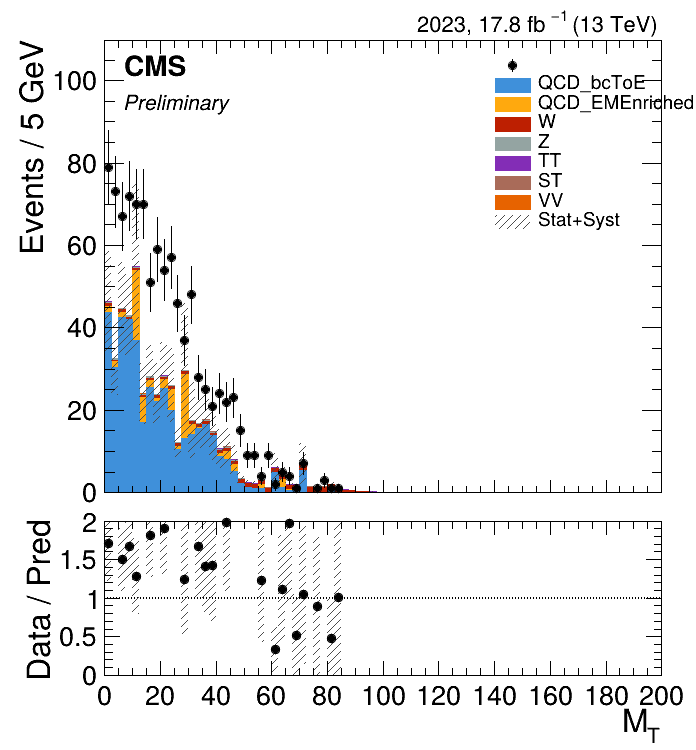 2023, 17.8 fb⁻¹ (13 TeV)
CMS
Preliminary
QCD_bcToE
QCD_EMEnriched
W
Z
TT
ST
VV
Stat+Syst
Events / 5 GeV
100
80
60
40
20
0
Data / Pred
2
1.5
1
0.5
0
0 20 40 60 80 100 120 140 160 180 200
M_T